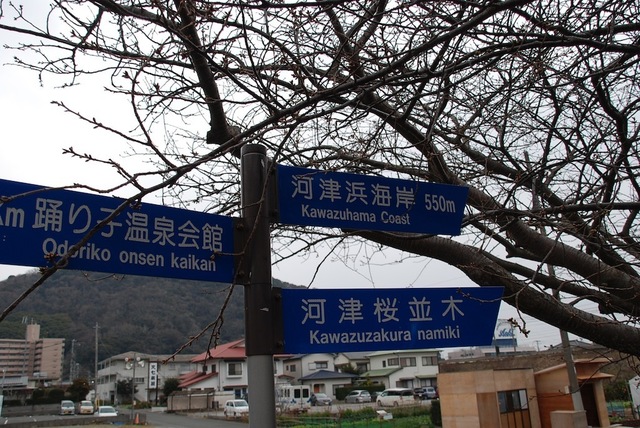 km 踊り子温泉会館
Odoriko onsen kaikan
河津浜海岸 550m
Kawazuhama Coast
河津桜並木
Kawazuzakura namiki